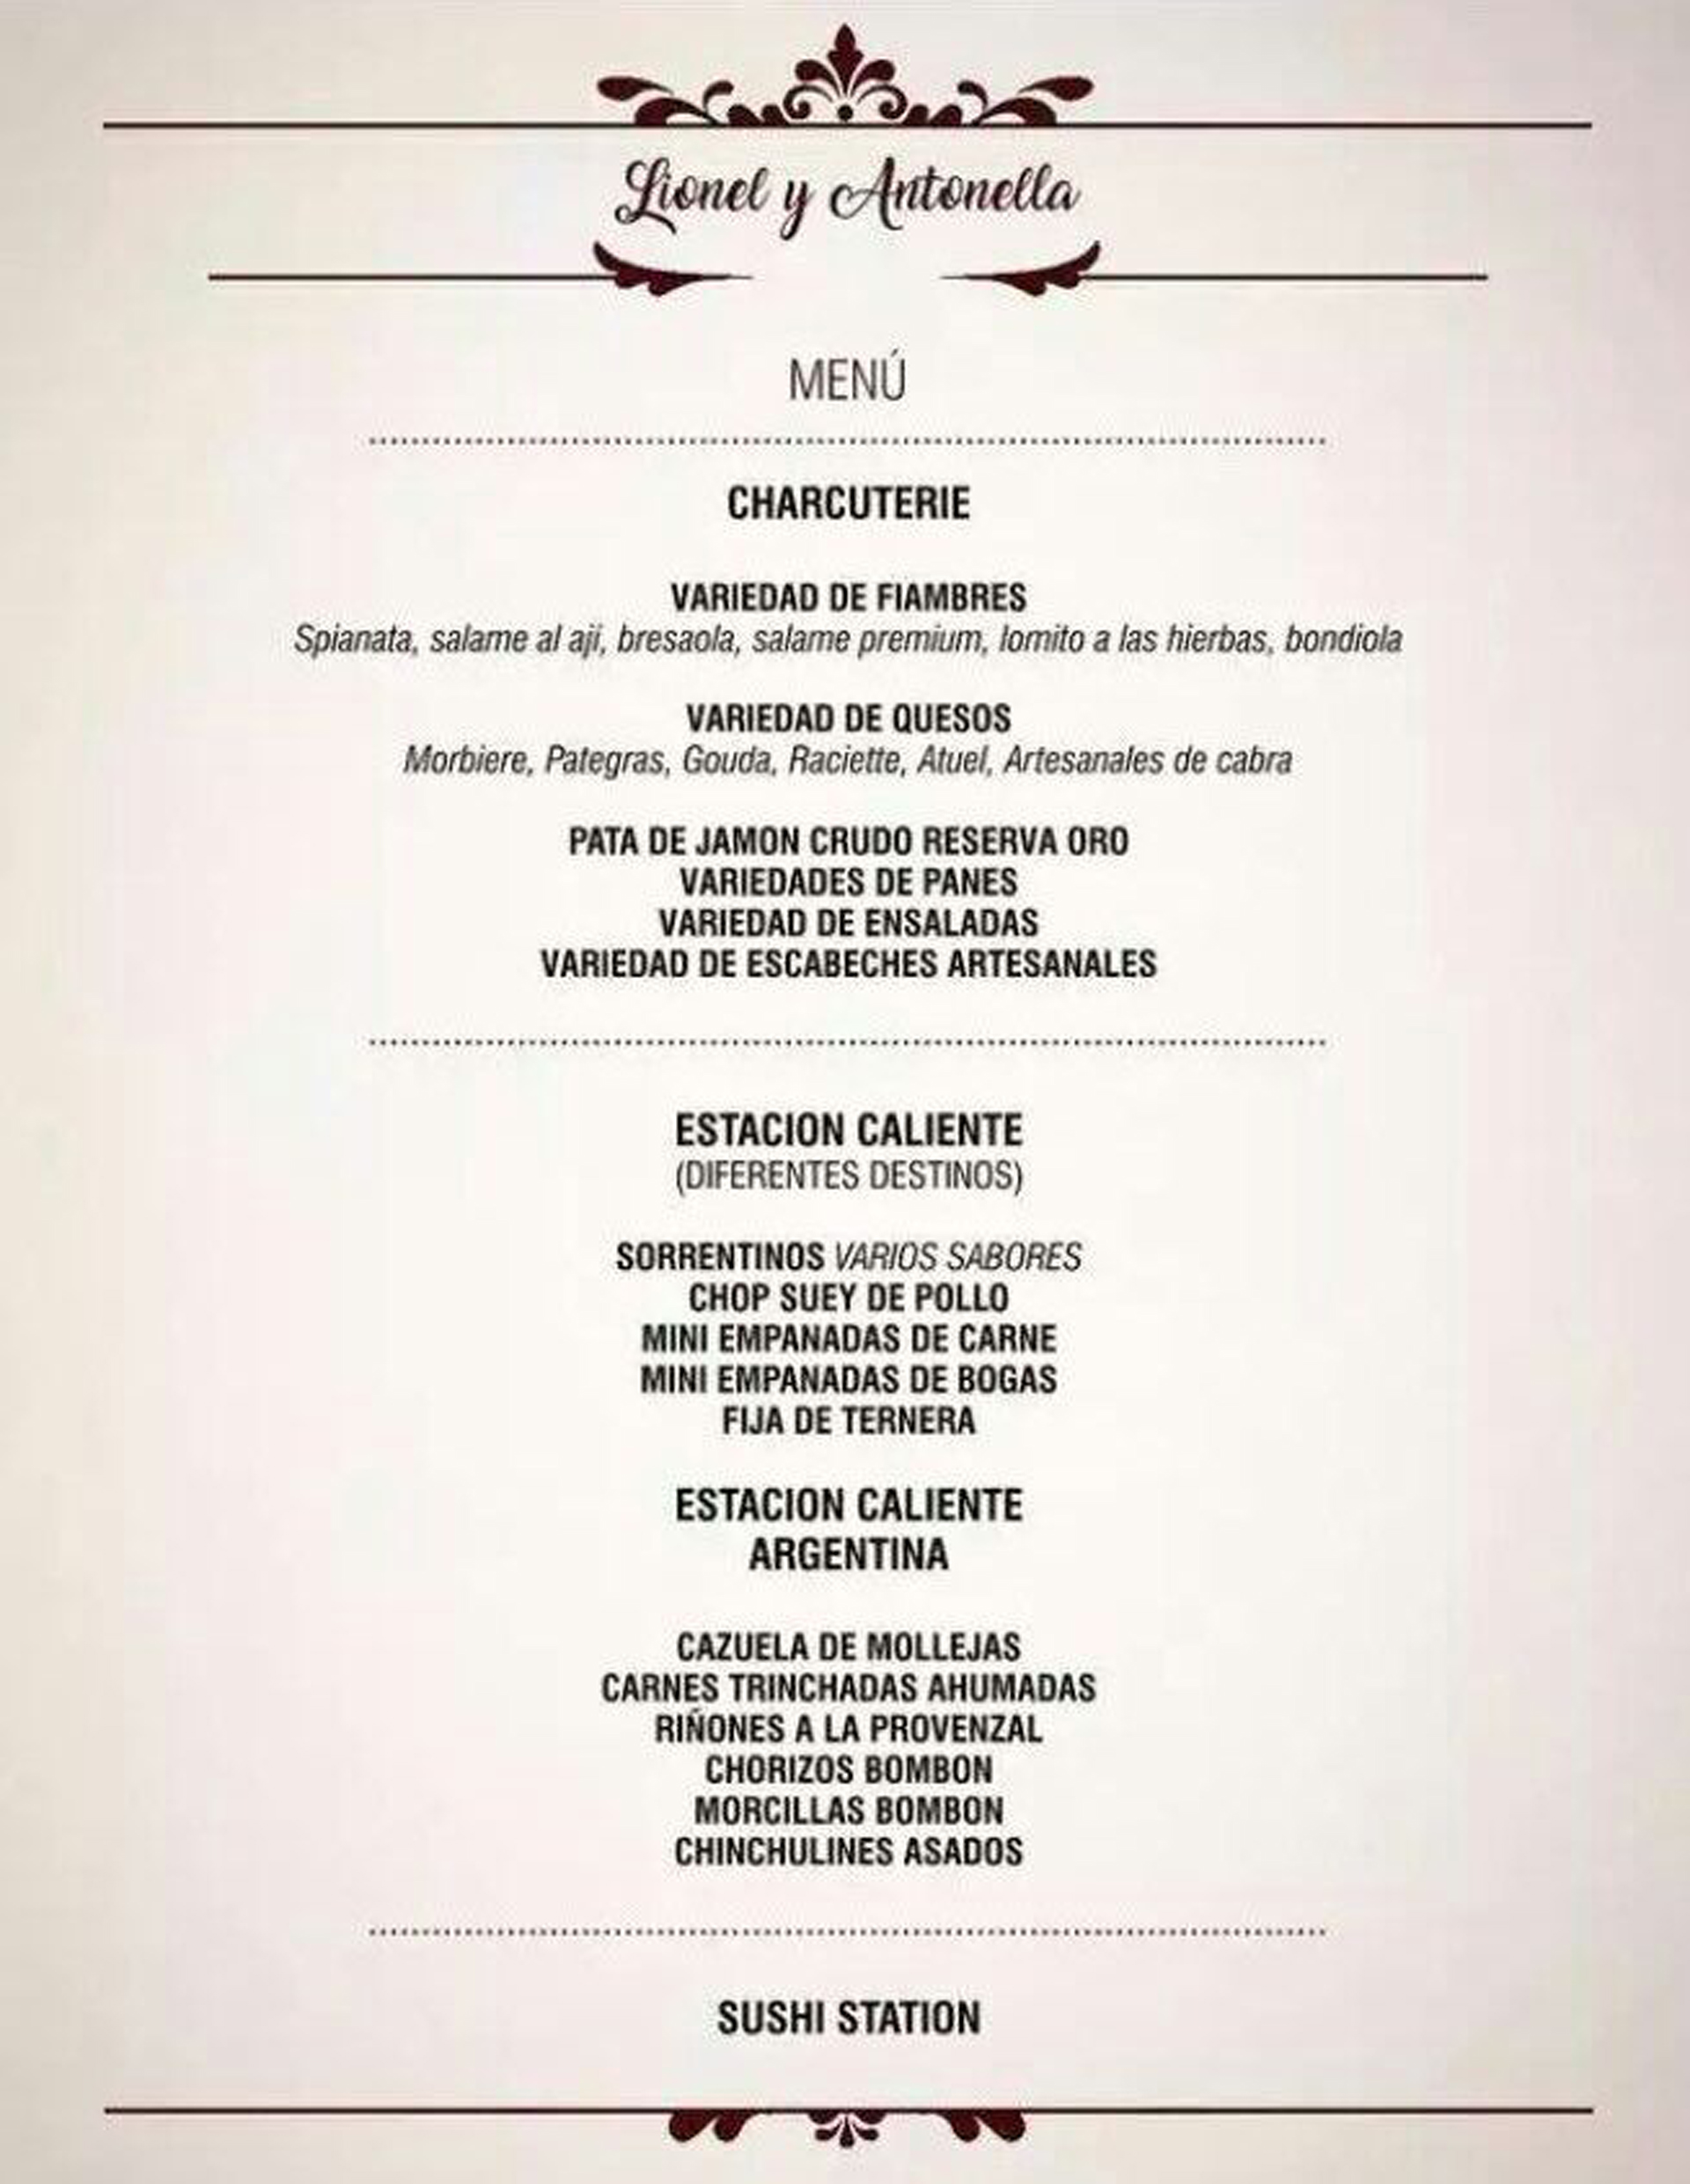 Lionel y Antonella
MENÚ
CHARCUTERIE
VARIEDAD DE FIAMBRES
Spianata, salame al ají, bresaola, salame premium, lomito a las hierbas, bondiola
VARIEDAD DE QUESOS
Morbiere, Pategras, Gouda, Raciette, Atuel, Artesanales de cabra
PATA DE JAMON CRUDO RESERVA ORO
VARIEDADES DE PANES
VARIEDAD DE ENSALADAS
VARIEDAD DE ESCABECHES ARTESANALES
ESTACION CALIENTE
(DIFERENTES DESTINOS)
SORRENTINOS VARIOS SABORES
CHOP SUEY DE POLLO
MINI EMPANADAS DE CARNE
MINI EMPANADAS DE BOGAS
FIJA DE TERNERA
ESTACION CALIENTE
ARGENTINA
CAZUELA DE MOLLEJAS
CARNES TRINCHADAS AHUMADAS
RIÑONES A LA PROVENZAL
CHORIZOS BOMBON
MORCILLAS BOMBON
CHINCHULINES ASADOS
SUSHI STATION